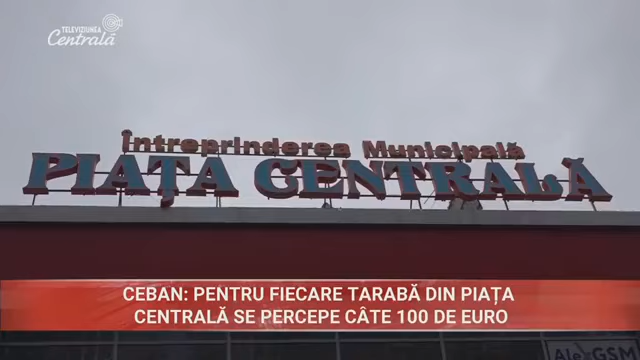 TELEVIZIUNEA
Centrală
Întreprinderea Municipală
PIAȚA CENTRALĂ
CEBAN: PENTRU FIECARE TARABĂ DIN PIAȚA
CENTRALĂ SE PERCEPE CÂTE 100 DE EURO
AlexGSM